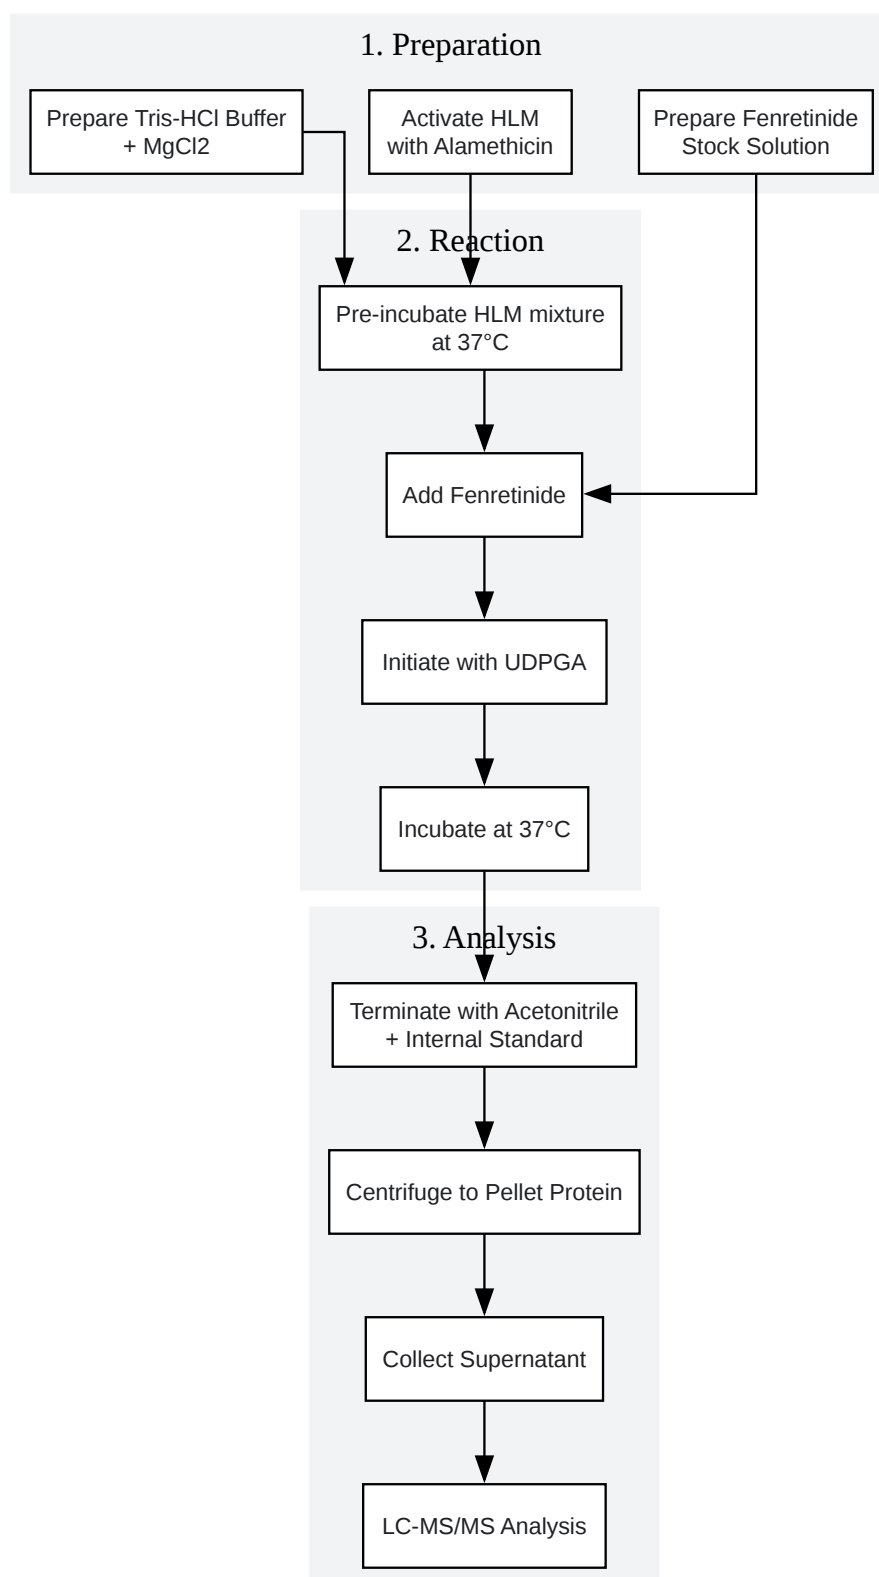 1. Preparation
Prepare Tris-HCl Buffer
+ MgCl2
Activate HLM
with Alamethicin
Prepare Fenretinide
Stock Solution
2. Reaction
Pre-incubate HLM mixture
at 37°C
Add Fenretinide
Initiate with UDPGA
Incubate at 37°C
3. Analysis
Terminate with Acetonitrile
+ Internal Standard
Centrifuge to Pellet Protein
Collect Supernatant
LC-MS/MS Analysis